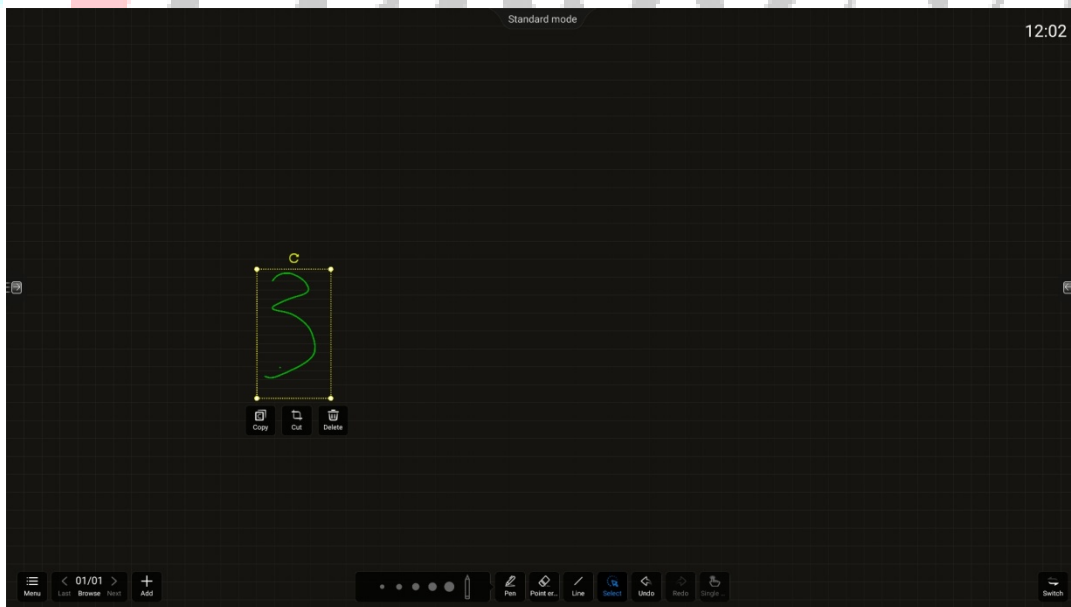 Standard mode
12:02
3
Copy Cut Delete
01/01
Menu Last Browse Next Add Pen Point er... Line Select Undo Redo Single ... Switch